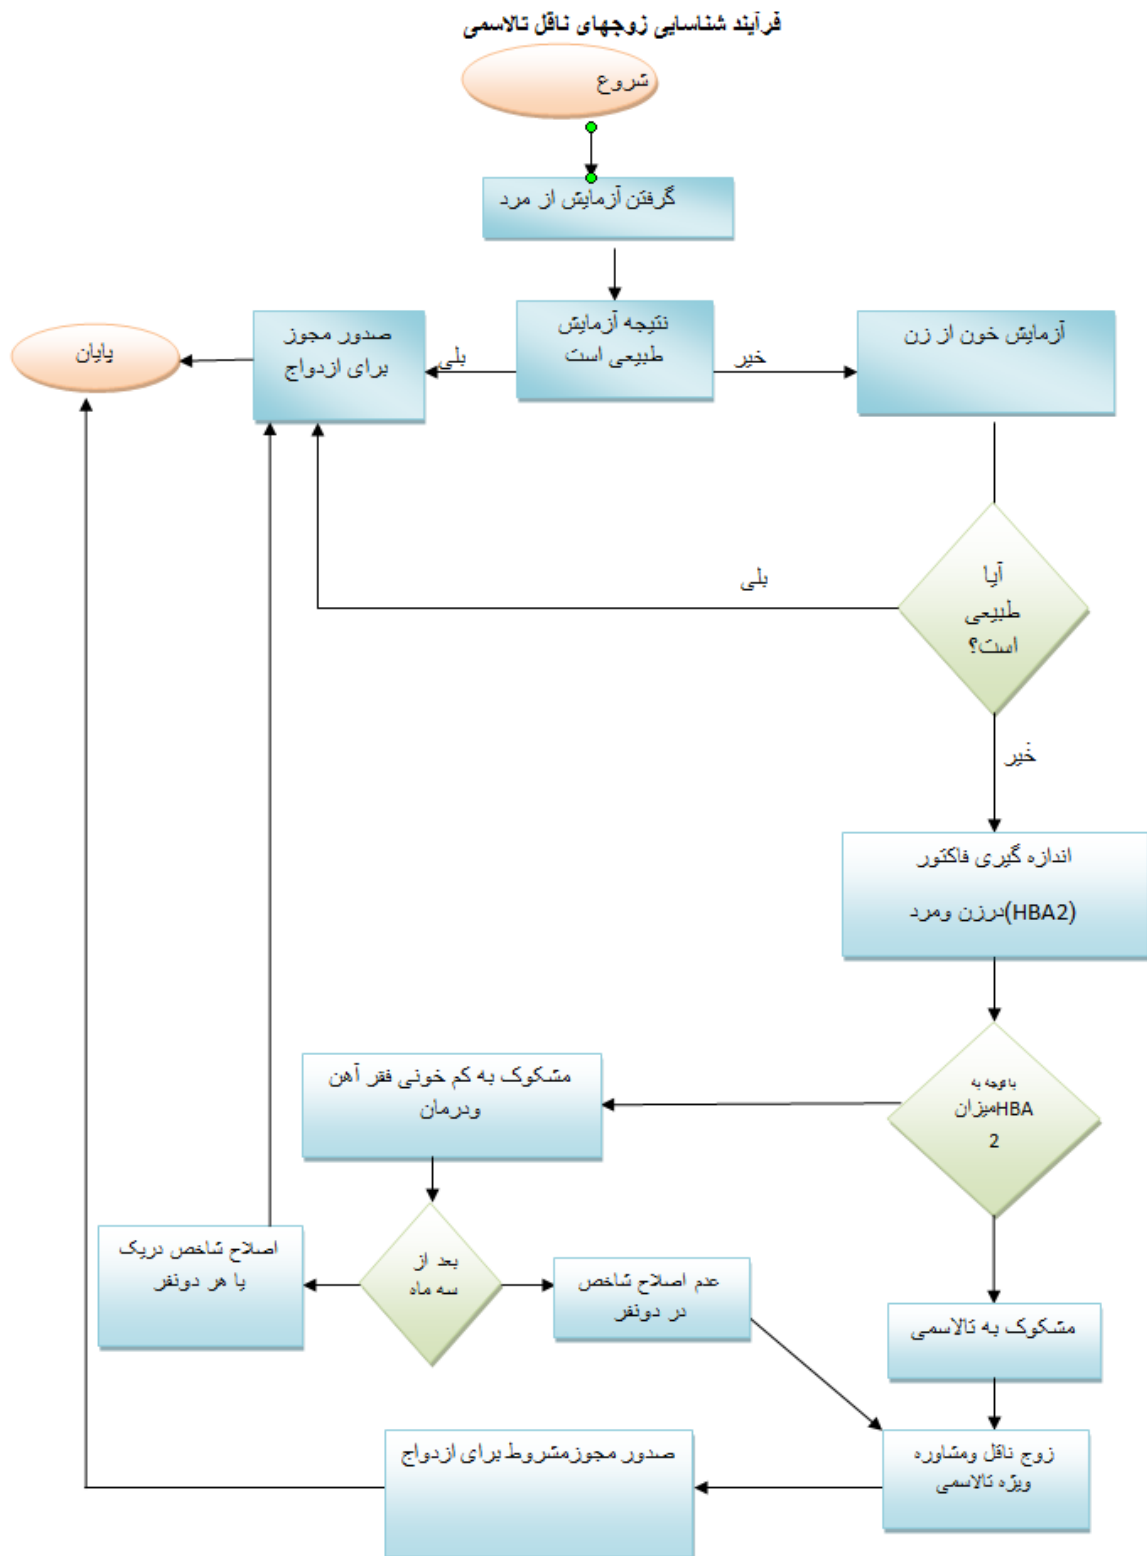 فرآیند شناسایی زوجهای ناقل تالاسمی
شروع
گرفتن آزمایش از مرد
نتیجه آزمایش
طبیعی است
آزمایش خون از زن
صدور مجوز
برای ازدواج
پایان
بلی
خیر
آیا
طبیعی
است؟
بلی
خیر
اندازه گیری فاکتور
(HBA2)درزن ومرد
با توجه به
میزانHBA
2
مشکوک به کم خونی فقر آهن
ودرمان
بعد از
سه ماه
اصلاح شاخص دریک
یا هر دونفر
عدم اصلاح شاخص
در دونفر
مشکوک به تالاسمی
زوج ناقل ومشاوره
ویژه تالاسمی
صدور مجوزمشروط برای ازدواج